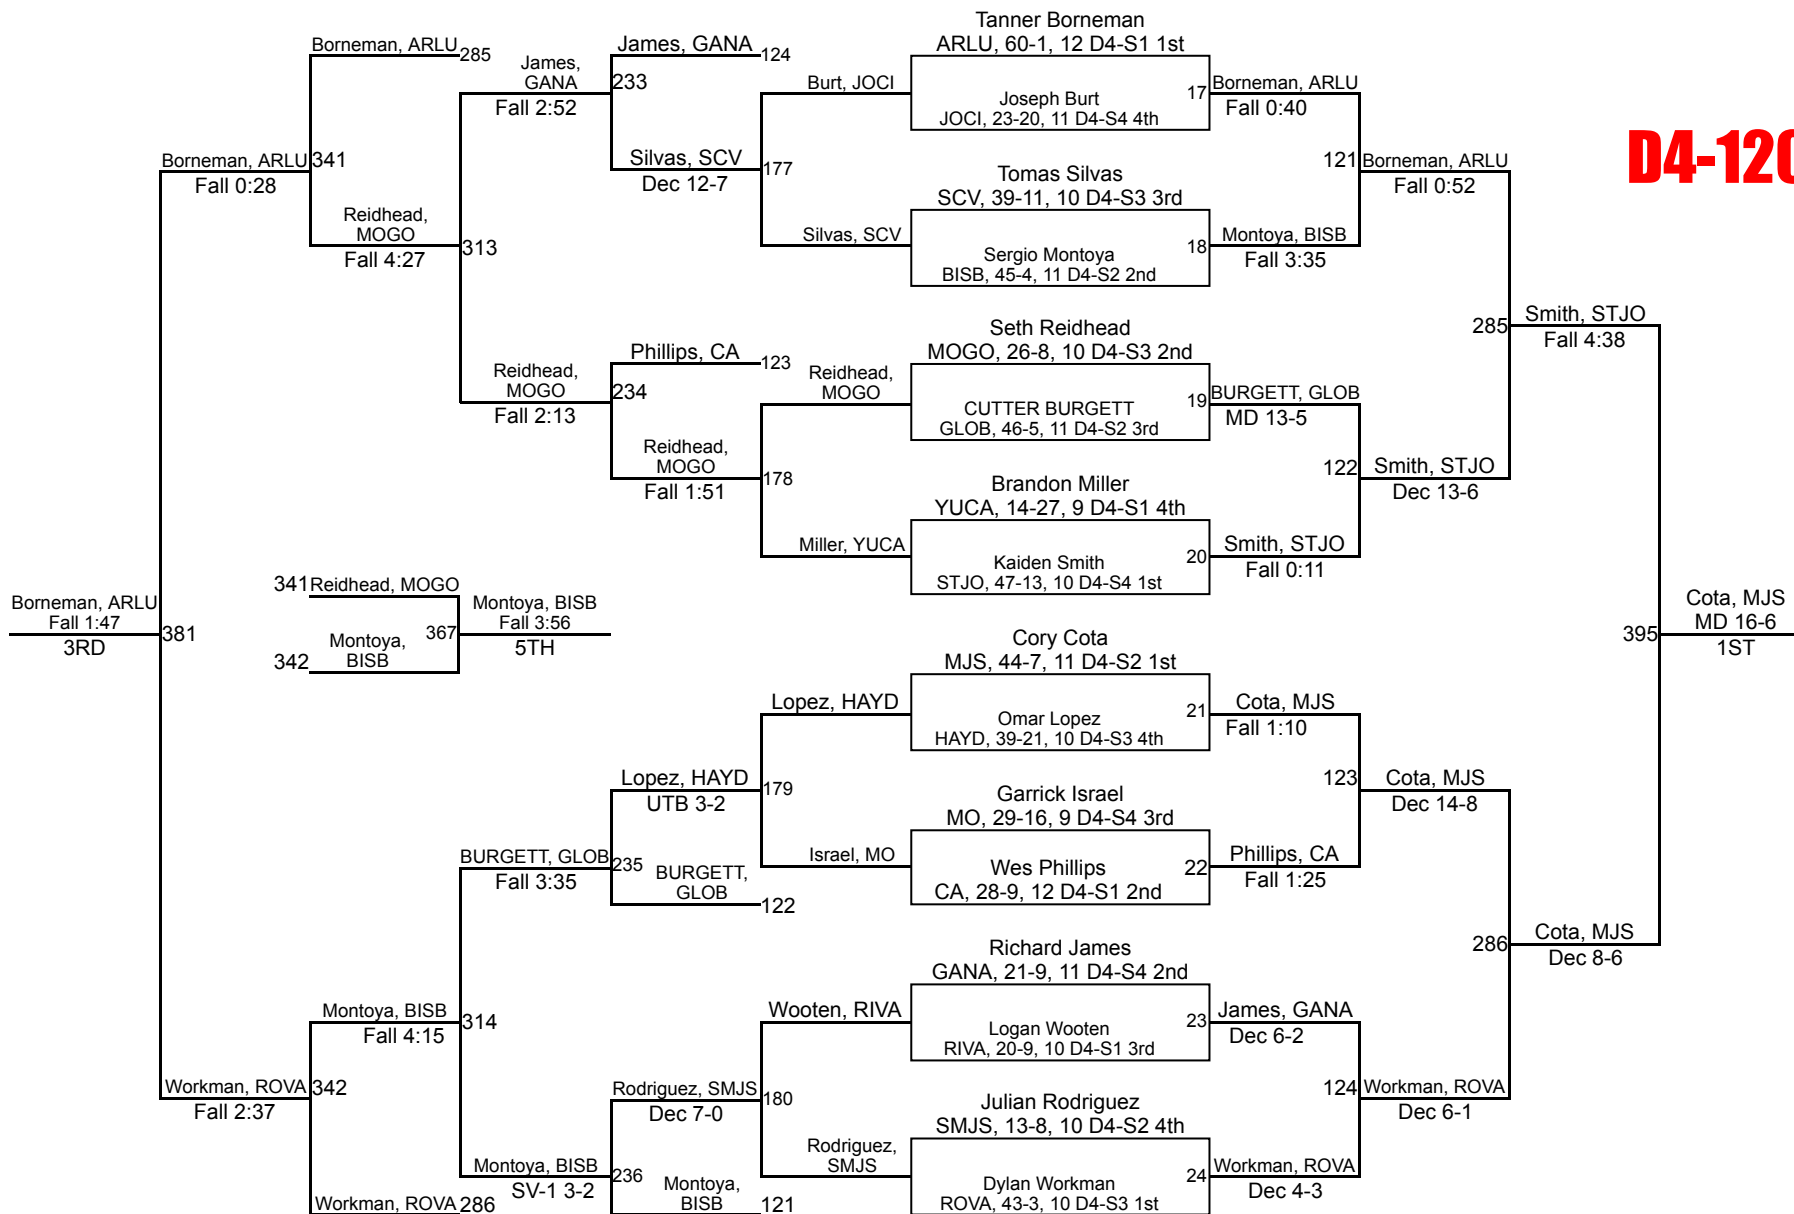 Tanner Borneman
ARLU, 60-1, 12 D4-S1 1st
Joseph Burt
JOCI, 23-20, 11 D4-S4 4th
17
Tomas Silvas
SCV, 39-11, 10 D4-S3 3rd
Sergio Montoya
BISB, 45-4, 11 D4-S2 2nd
18
Seth Reidhead
MOGO, 26-8, 10 D4-S3 2nd
CUTTER BURGETT
GLOB, 46-5, 11 D4-S2 3rd
19
Brandon Miller
YUCA, 14-27, 9 D4-S1 4th
Kaiden Smith
STJO, 47-13, 10 D4-S4 1st
20
Cory Cota
MJS, 44-7, 11 D4-S2 1st
Omar Lopez
HAYD, 39-21, 10 D4-S3 4th
21
Garrick Israel
MO, 29-16, 9 D4-S4 3rd
Wes Phillips
CA, 28-9, 12 D4-S1 2nd
22
Richard James
GANA, 21-9, 11 D4-S4 2nd
Logan Wooten
RIVA, 20-9, 10 D4-S1 3rd
23
Julian Rodriguez
SMJS, 13-8, 10 D4-S2 4th
Dylan Workman
ROVA, 43-3, 10 D4-S3 1st
24
Borneman, ARLU
Fall 0:40
Montoya, BISB
Fall 3:35
BURGETT, GLOB
MD 13-5
Smith, STJO
Fall 0:11
Cota, MJS
Fall 1:10
Phillips, CA
Fall 1:25
James, GANA
Dec 6-2
Workman, ROVA
Dec 4-3
121
Borneman, ARLU
Fall 0:52
122
Smith, STJO
Dec 13-6
123
Cota, MJS
Dec 14-8
124
Workman, ROVA
Dec 6-1
285
Smith, STJO
Fall 4:38
286
Cota, MJS
Dec 8-6
395
Cota, MJS
MD 16-6
1ST
D4-120
Burt, JOCI
Silvas, SCV
Reidhead,
MOGO
Miller, YUCA
Lopez, HAYD
Israel, MO
Wooten, RIVA
Rodriguez,
SMJS
James, GANA
124
Silvas, SCV
Dec 12-7
177
Phillips, CA
123
Reidhead,
MOGO
Fall 1:51
178
Lopez, HAYD
UTB 3-2
179
BURGETT,
GLOB
122
Rodriguez, SMJS
Dec 7-0
180
Montoya,
BISB
121
James,
GANA
Fall 2:52
233
Reidhead,
MOGO
Fall 2:13
234
BURGETT, GLOB
Fall 3:35
235
Montoya, BISB
SV-1 3-2
236
Borneman, ARLU
285
Reidhead,
MOGO
Fall 4:27
313
Montoya, BISB
Fall 4:15
314
Workman, ROVA
286
Borneman, ARLU
Fall 0:28
341
Workman, ROVA
Fall 2:37
342
Borneman, ARLU
Fall 1:47
3RD
381
341
Reidhead, MOGO
342
Montoya,
BISB
367
Montoya, BISB
Fall 3:56
5TH